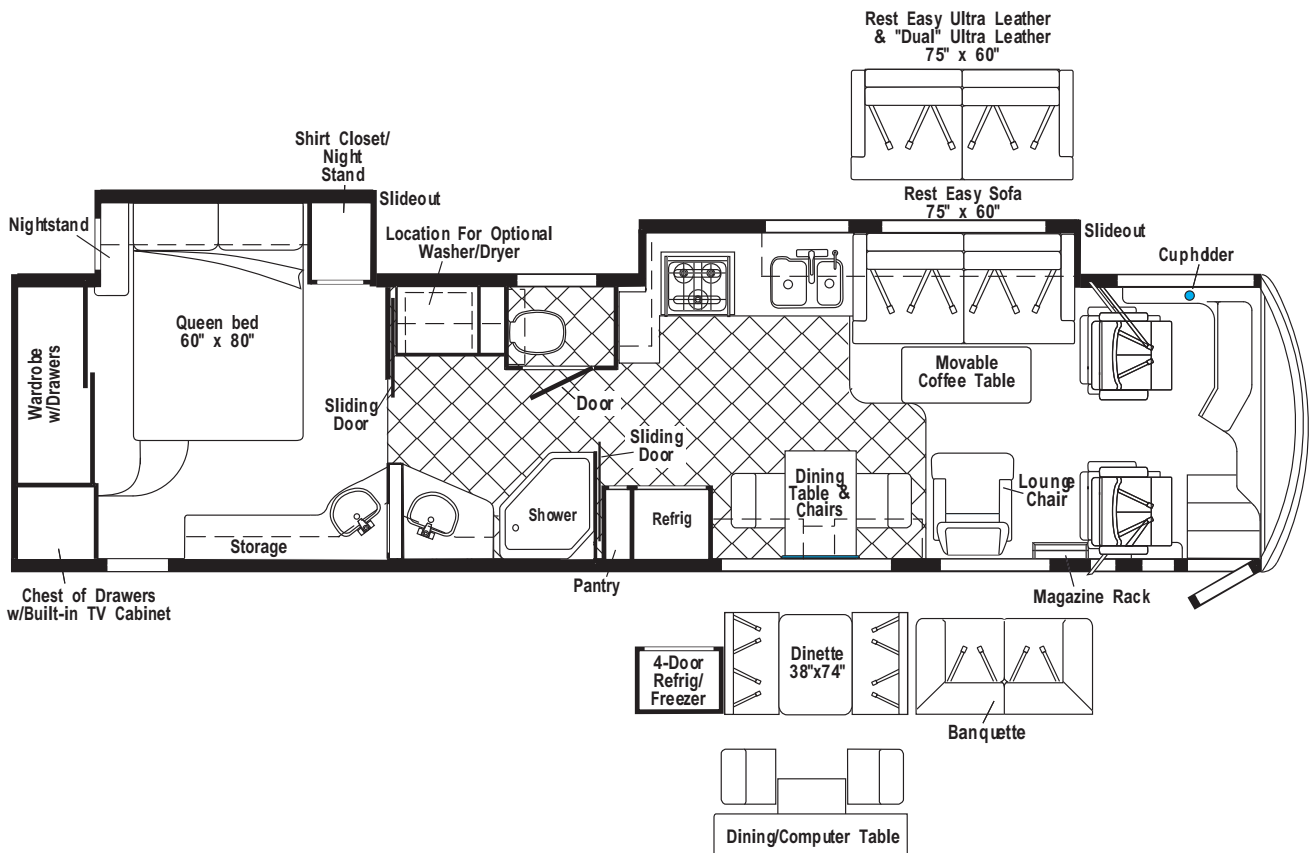 Rest Easy Ultra Leather
& "Dual" Ultra Leather
75" x 60"
Shirt Closet/
Night
Stand
Slideout
Nightstand
Location For Optional
Washer/Dryer
Rest Easy Sofa
75" x 60"
Slideout
Cuphdder
Queen bed
60" x 80"
Wardrobe
w/Drawers
Sliding
Door
Door
Movable
Coffee Table
Sliding
Door
Dining
Table &
Chairs
Lounge
Chair
Shower
Refrig
Storage
Pantry
Chest of Drawers
w/Built-in TV Cabinet
Magazine Rack
4-Door
Refrig/
Freezer
Dinette
38"x74"
Banquette
Dining/Computer Table